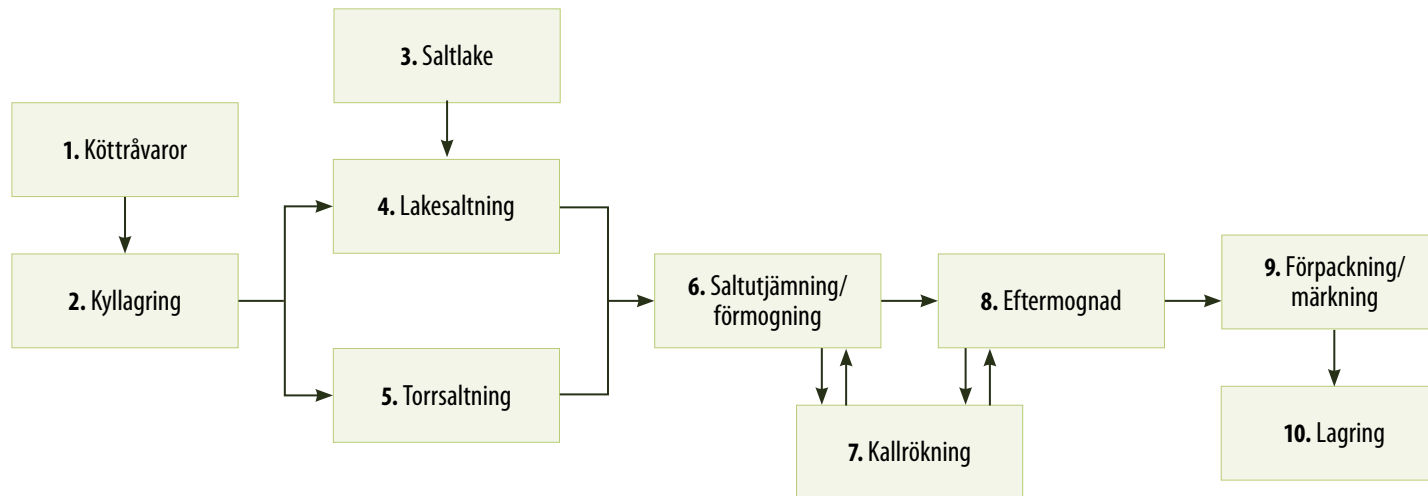 1. Köttråvaror
2. Kyllagring
3. Saltlake
4. Lakesaltning
5. Torrsaltning
6. Saltutjämning/
förmogning
7. Kallrökning
8. Eftermognad
9. Förpackning/
märkning
10. Lagring